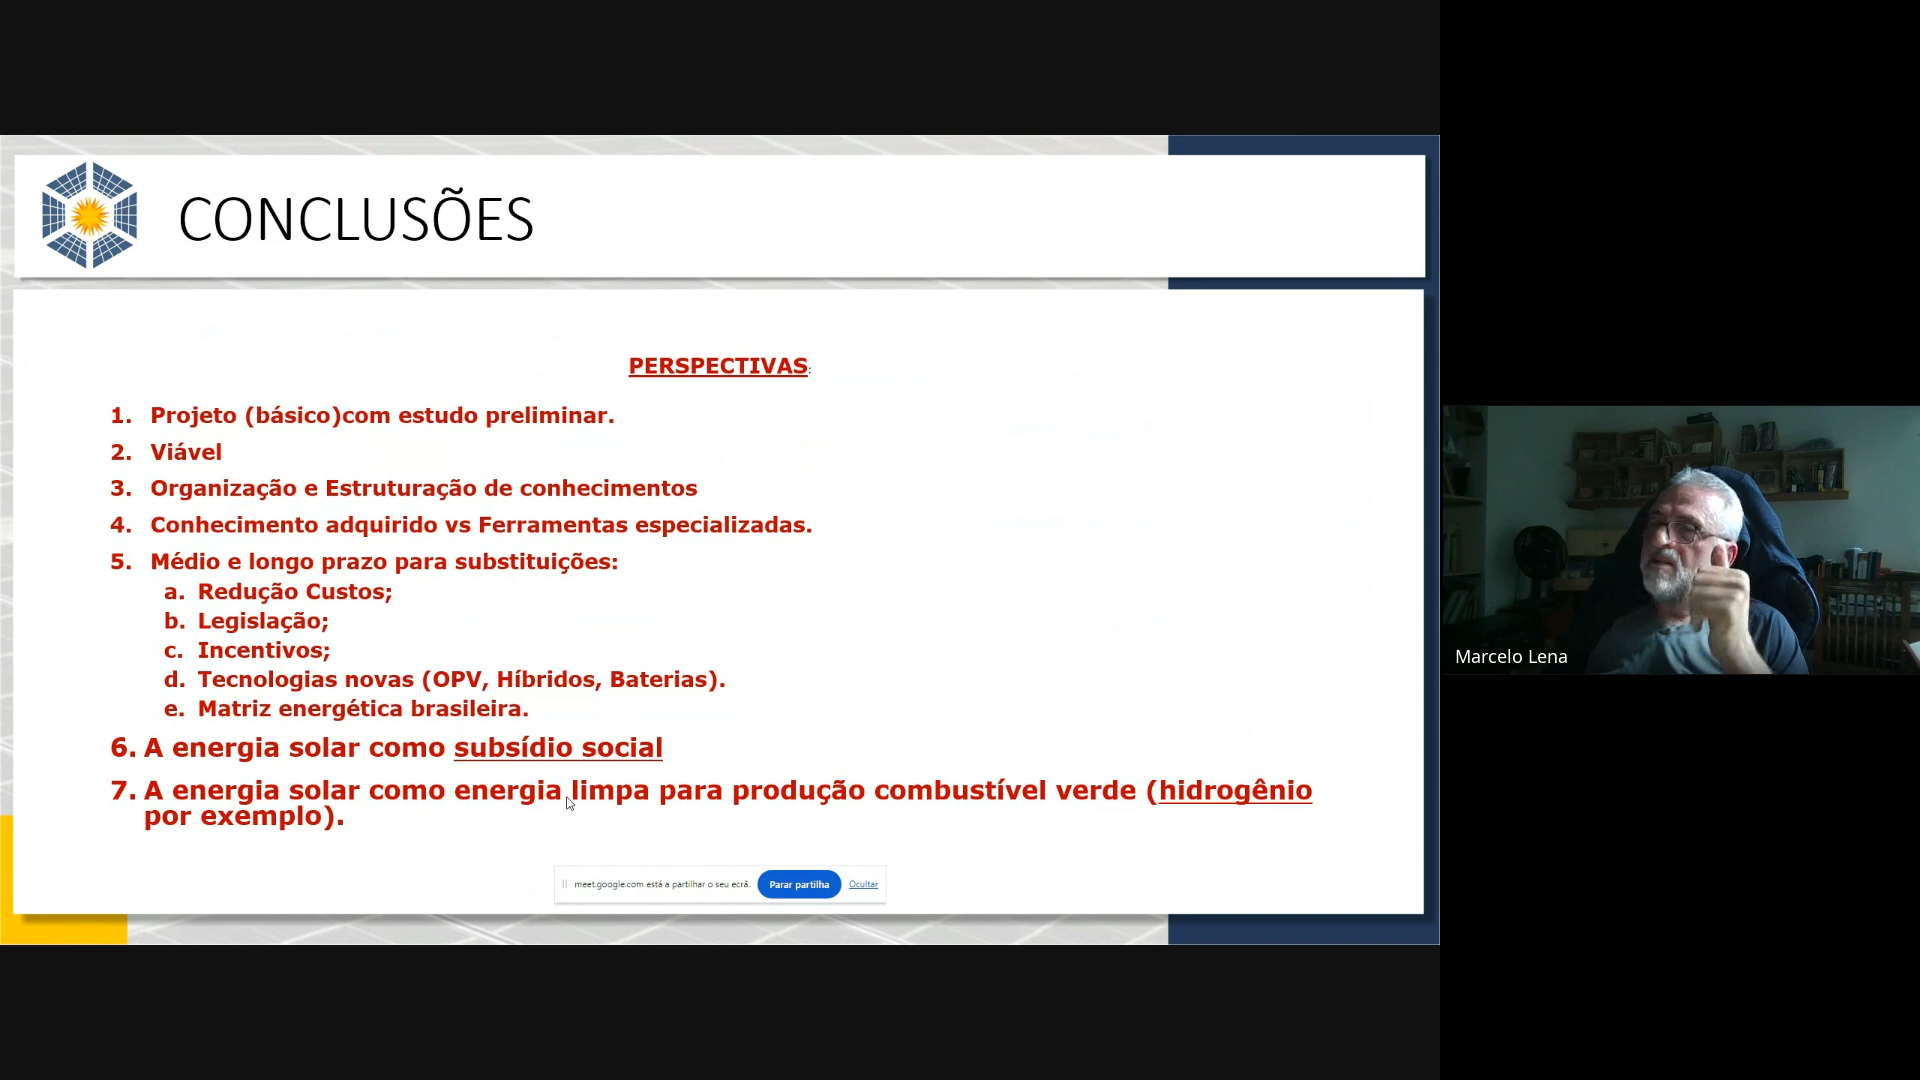 CONCLUSÕES
PERSPECTIVAS:
1. Projeto (básico)com estudo preliminar.
2. Viável
3. Organização e Estruturação de conhecimentos
4. Conhecimento adquirido vs Ferramentas especializadas.
5. Médio e longo prazo para substituições:
a. Redução Custos;
b. Legislação;
c. Incentivos;
d. Tecnologias novas (OPV, Híbridos, Baterias).
e. Matriz energética brasileira.
6. A energia solar como subsídio social
7. A energia solar como energia limpa para produção combustível verde (hidrogênio
por exemplo).
meet.google.com está a partilhar o seu ecrã. Parar partilha Ocultar
Marcelo Lena